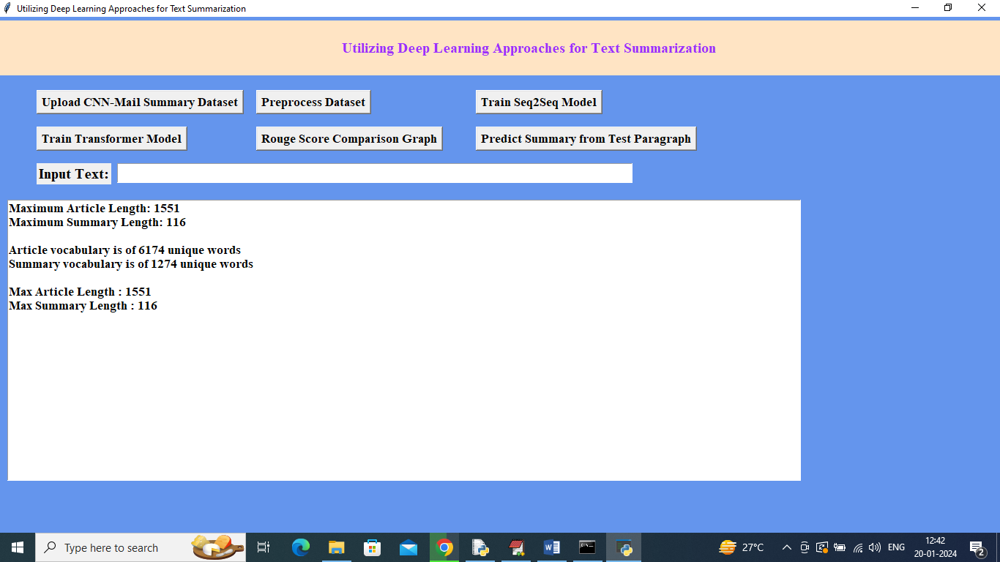 Utilizing Deep Learning Approaches for Text Summarization
Utilizing Deep Learning Approaches for Text Summarization
Upload CNN-Mail Summary Dataset
Preprocess Dataset
Train Seq2Seq Model
Train Transformer Model
Rouge Score Comparison Graph
Predict Summary from Test Paragraph
Input Text:
Maximum Article Length: 1551
Maximum Summary Length: 116
Article vocabulary is of 6174 unique words
Summary vocabulary is of 1274 unique words
Max Article Length : 1551
Max Summary Length : 116
Type here to search
27°C
ENG
12:42
20-01-2024
2